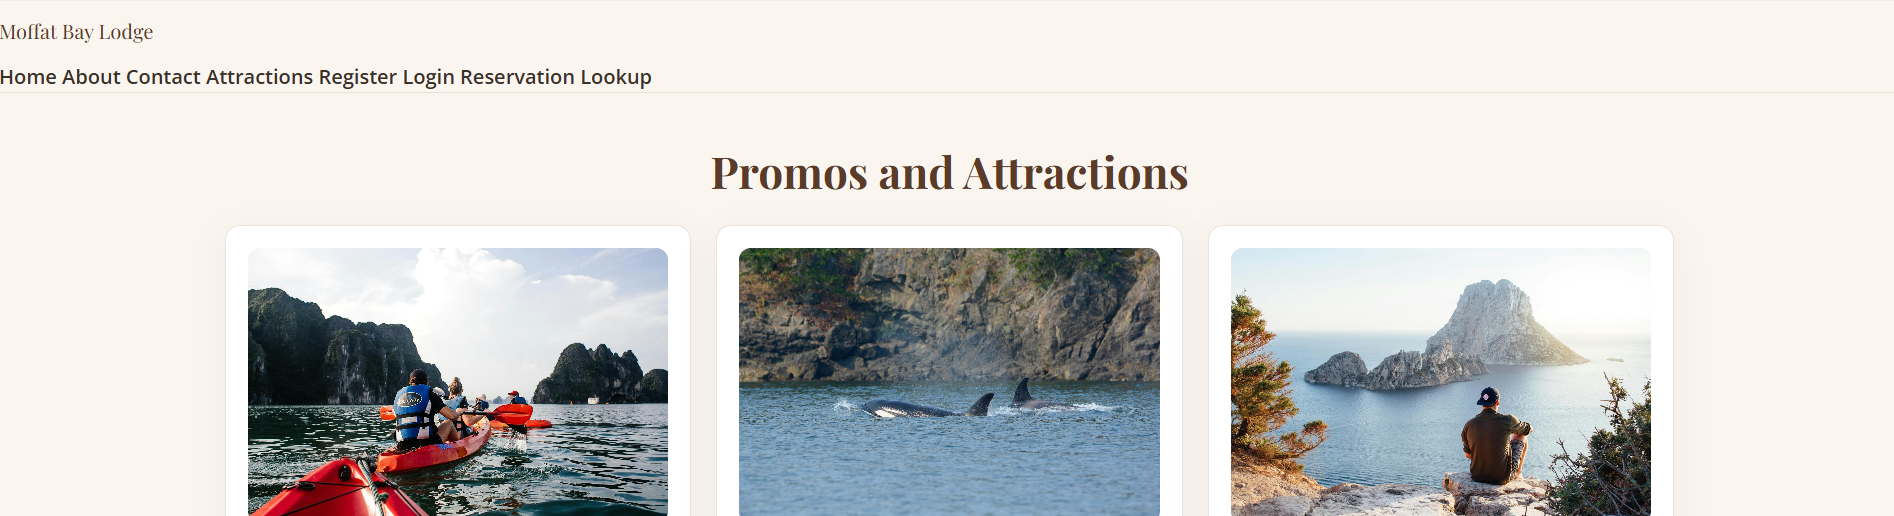 Moffat Bay Lodge
Home About Contact Attractions Register Login Reservation Lookup
Promos and Attractions